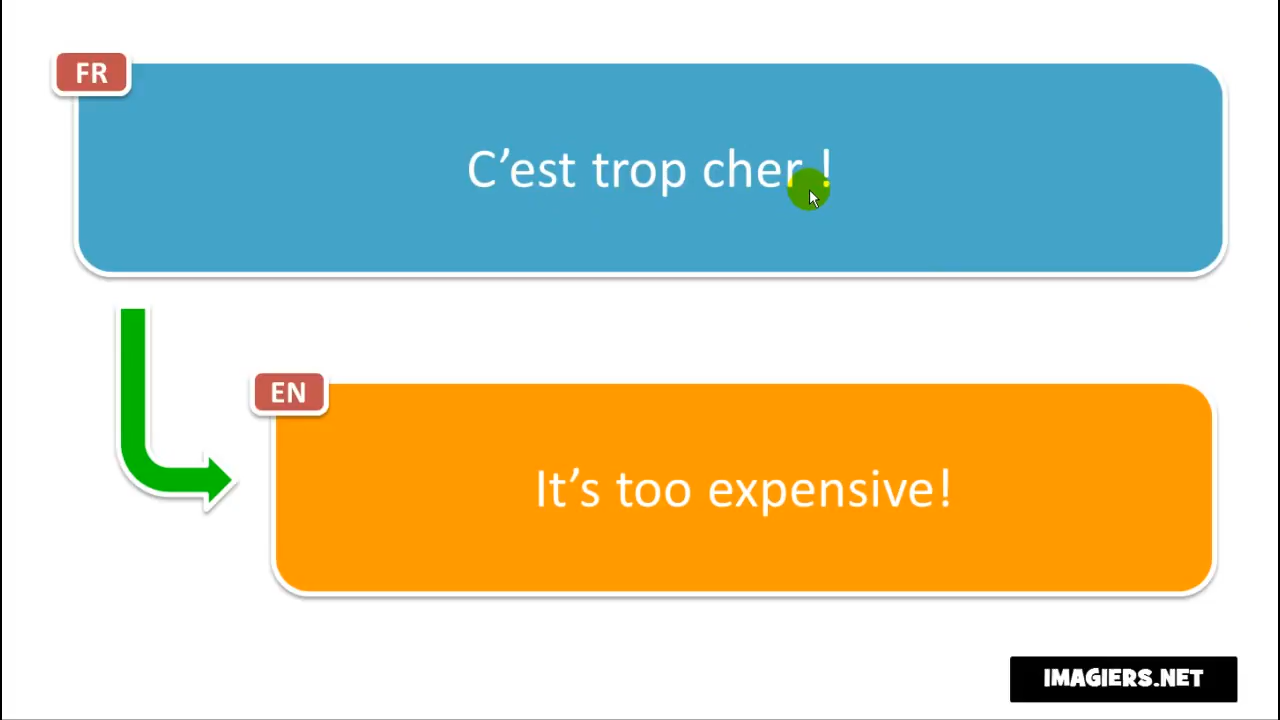 FR
C’est trop cher !
EN
It’s too expensive!
IMAGIERS.NET